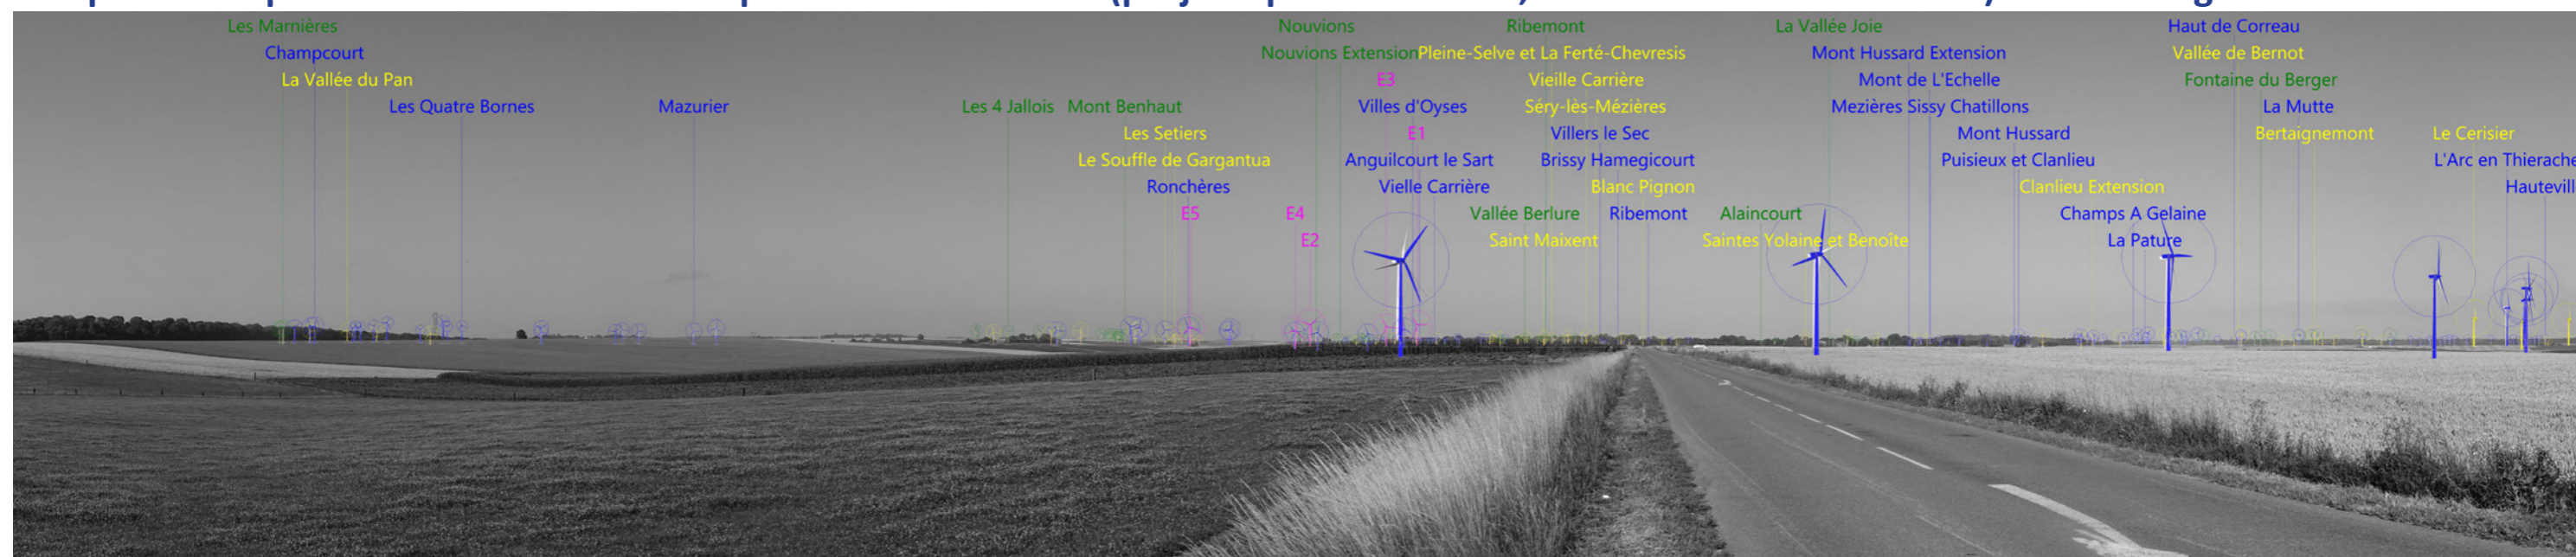 Les Marnières
Nouvions
Ribemont
La Vallée Joie
Haut de Correau
Champcourt
Nouvions Extension
Pleine-Selve et La Ferté-Chevresis
Mont Hussard Extension
Vallée de Bernot
La Vallée du Pan
E3
Vieille Carrière
Mont de L'Echelle
Fontaine du Berger
Les Quatre Bornes
Mazurier
Les 4 Jallois
Mont Benhaut
Villes d'Oyses
Séry-lès-Mézières
Mezières Sissy Chatillons
La Mutte
Les Setiers
E1
Villers le Sec
Mont Hussard
Bertaignemont
Le Cerisier
Le Souffle de Gargantua
Anguilcourt le Sart
Brissy Hamegicourt
Puisieux et Clanlieu
L'Arc en Thierache
Ronchères
Vielle Carrière
Blanc Pignon
Clanlieu Extension
Hautevill
E5
E4
Vallée Berlure
Ribemont
Alaincourt
Champs A Gelaine
E2
Saint Maixent
Saintes Yolaine et Benoîte
La Pature